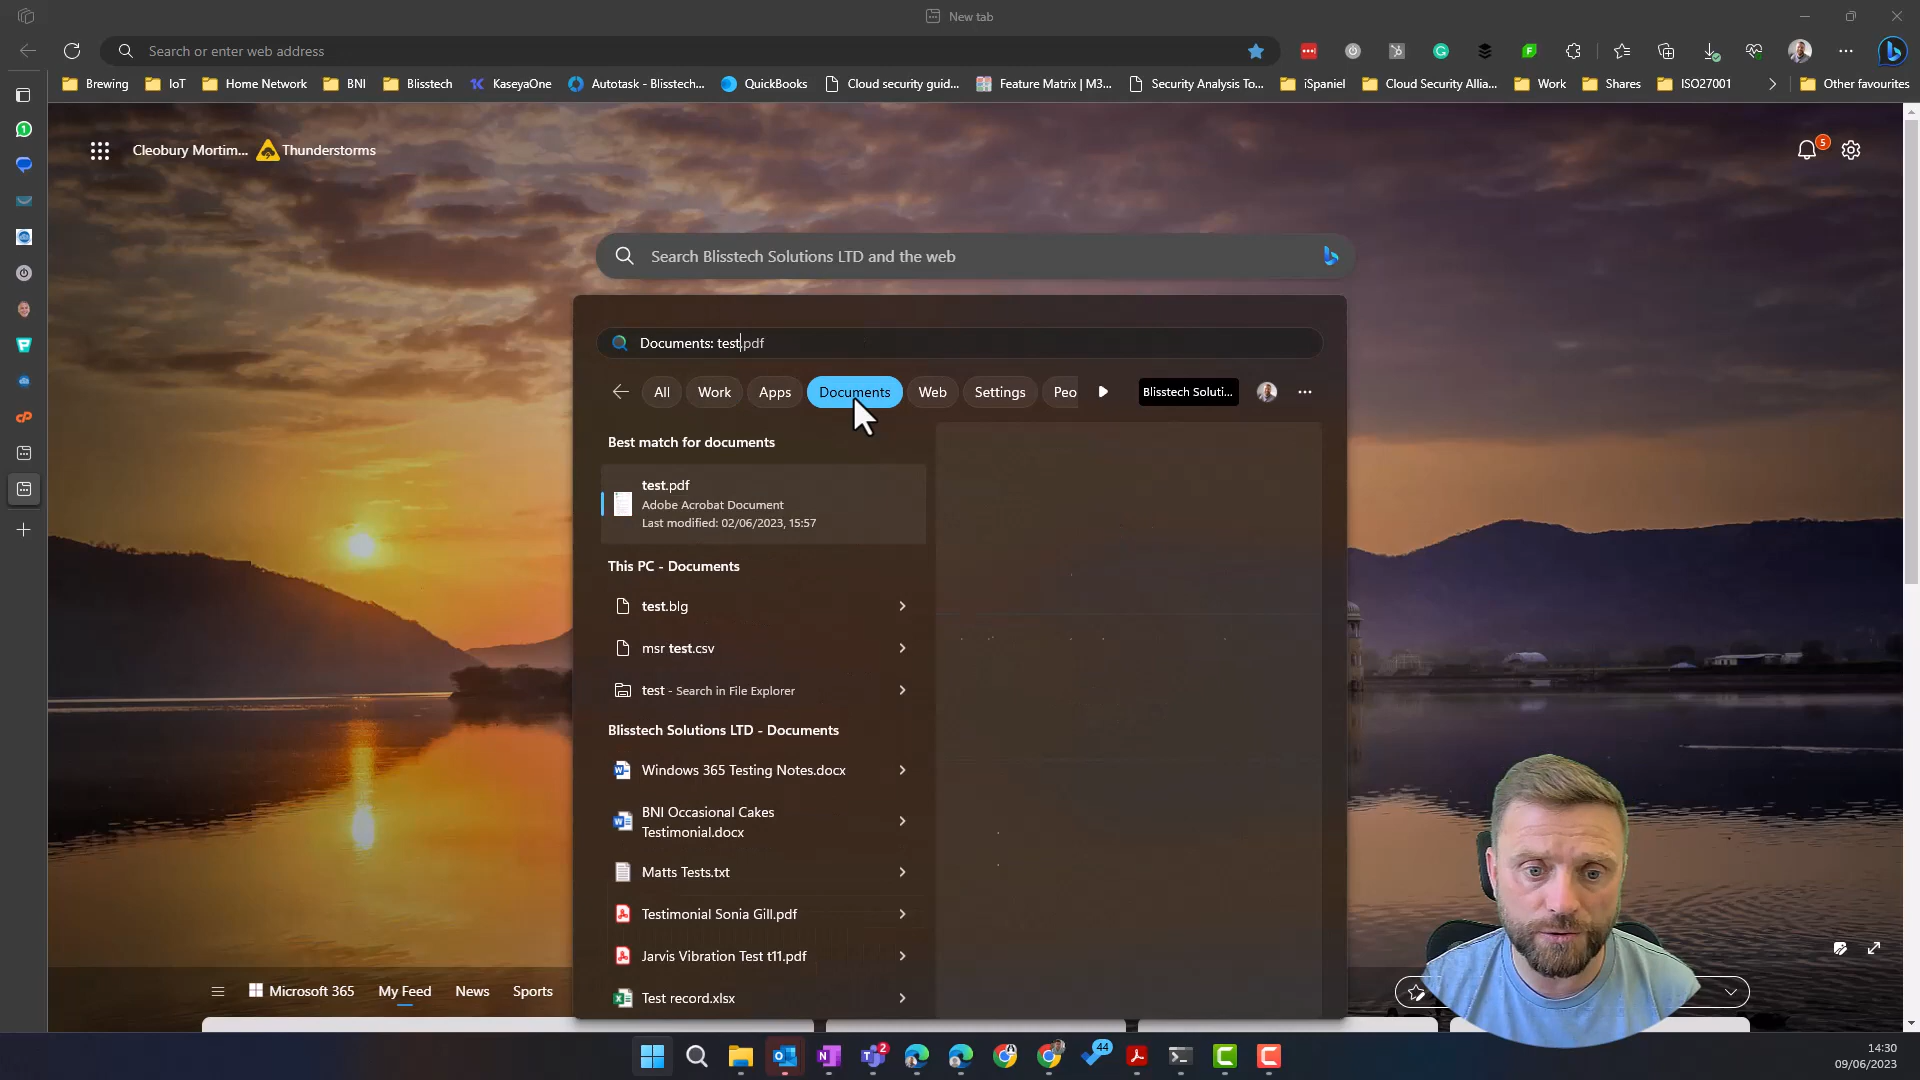 New tab
Search or enter web address
Brewing
IoT
Home Network
BNI
Blisstech
KaseyaOne
Autotask - Blisstech...
QuickBooks
Cloud security guid...
Feature Matrix | M3...
Security Analysis To...
iSpaniel
Cloud Security Allia...
Work
Shares
ISO27001
Other favourites
1
Cleobury Mortim...
Thunderstorms
5
Search Blisstech Solutions LTD and the web
Documents: test.pdf
All
Work
Apps
Documents
Web
Settings
Peo
Blisstech Soluti...
Best match for documents
test.pdf
Adobe Acrobat Document
Last modified: 02/06/2023, 15:57
This PC - Documents
test.blg
msr test.csv
test - Search in File Explorer
Blisstech Solutions LTD - Documents
Windows 365 Testing Notes.docx
BNI Occasional Cakes
Testimonial.docx
Matts Tests.txt
Testimonial Sonia Gill.pdf
Jarvis Vibration Test t11.pdf
Test record.xlsx
Microsoft 365
My Feed
News
Sports
2
44
14:30
09/06/2023